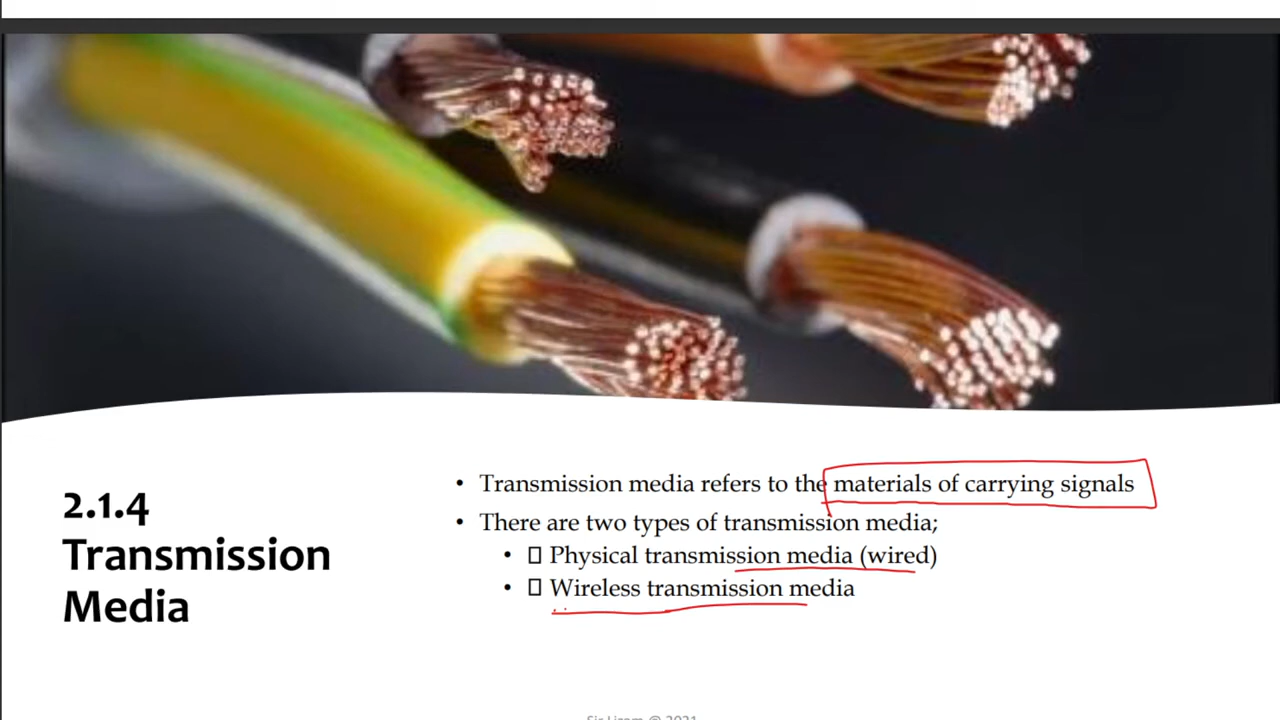 2.1.4
Transmission
Media
• Transmission media refers to the materials of carrying signals
• There are two types of transmission media;
• Physical transmission media (wired)
• Wireless transmission media